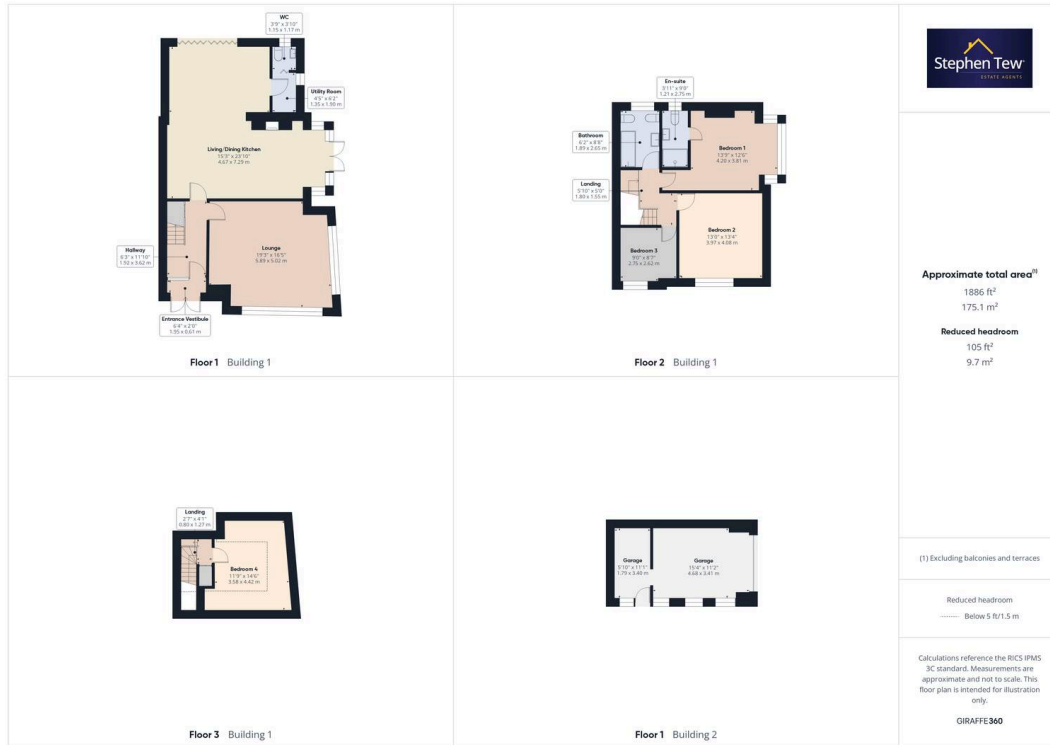 WC
3'9" x 3'10"
1.15 x 1.17 m
Utility Room
4'5" x 6'2"
1.35 x 1.90 m
Living/Dining Kitchen
15'3" x 23'10"
4.67 x 7.29 m
Hallway
6'3" x 11'10"
1.92 x 3.62 m
Lounge
19'3" x 16'5"
5.89 x 5.02 m
Entrance Vestibule
6'4" x 2'0"
1.95 x 0.61 m
Floor 1 Building 1
En-suite
3'11" x 9'0"
1.21 x 2.75 m
Bathroom
6'2" x 8'8"
1.89 x 2.65 m
Bedroom 1
13'9" x 12'6"
4.20 x 3.81 m
Landing
5'10" x 5'0"
1.80 x 1.55 m
Bedroom 2
13'0" x 13'4"
3.97 x 4.08 m
Bedroom 3
9'0" x 8'7"
2.76 x 2.62 m
Floor 2 Building 1
Landing
2'7" x 4'1"
0.80 x 1.27 m
Bedroom 4
11'9" x 14'6"
3.58 x 4.42 m
Floor 3 Building 1
Garage
5'10" x 11'1"
1.79 x 3.40 m
Garage
15'4" x 11'2"
4.68 x 3.41 m
Floor 1 Building 2
Stephen Tew
ESTATE AGENTS
Approximate total area(1)
1886 ft²
175.1 m²
Reduced headroom
105 ft²
9.7 m²
(1) Excluding balconies and terraces
Reduced headroom
Below 5 ft/1.5 m
Calculations reference the RICS IPMS
3C standard. Measurements are
approximate and not to scale. This
floor plan is intended for illustration
only.
GIRAFFE360